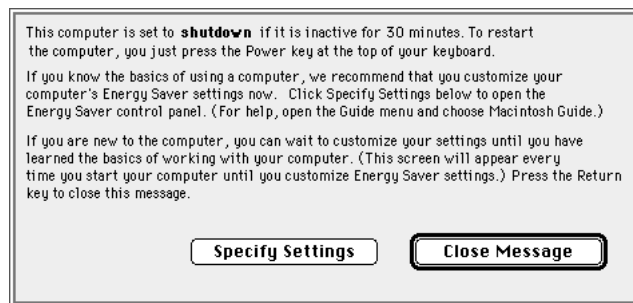 This computer is set to shutdown if it is inactive for 30 minutes. To restart
the computer, you just press the Power key at the top of your keyboard.
If you know the basics of using a computer, we recommend that you customize your
computer's Energy Saver settings now. Click Specify Settings below to open the
Energy Saver control panel. (For help, open the Guide menu and choose Macintosh Guide.)
If you are new to the computer, you can wait to customize your settings until you have
learned the basics of working with your computer. (This screen will appear every
time you start your computer until you customize Energy Saver settings.) Press the Return
key to close this message.
Specify Settings
Close Message